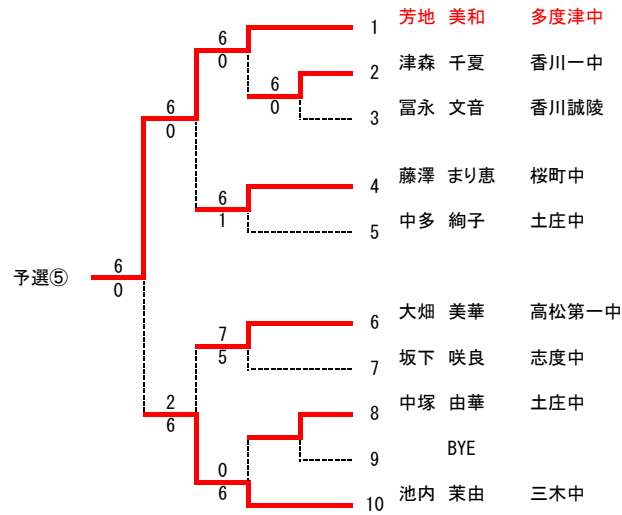 1 芳地 美和 多度津中
6
0
2 津森 千夏 香川一中
6
0
3 冨永 文音 香川誠陵
6
0
4 藤澤 まり恵 桜町中
6
1
5 中多 絢子 土庄中
予選⑤
6
0
6 大畑 美華 高松第一中
7
5
7 坂下 咲良 志度中
8 中塚 由華 土庄中
2
6
9 BYE
0
6
10 池内 茉由 三木中